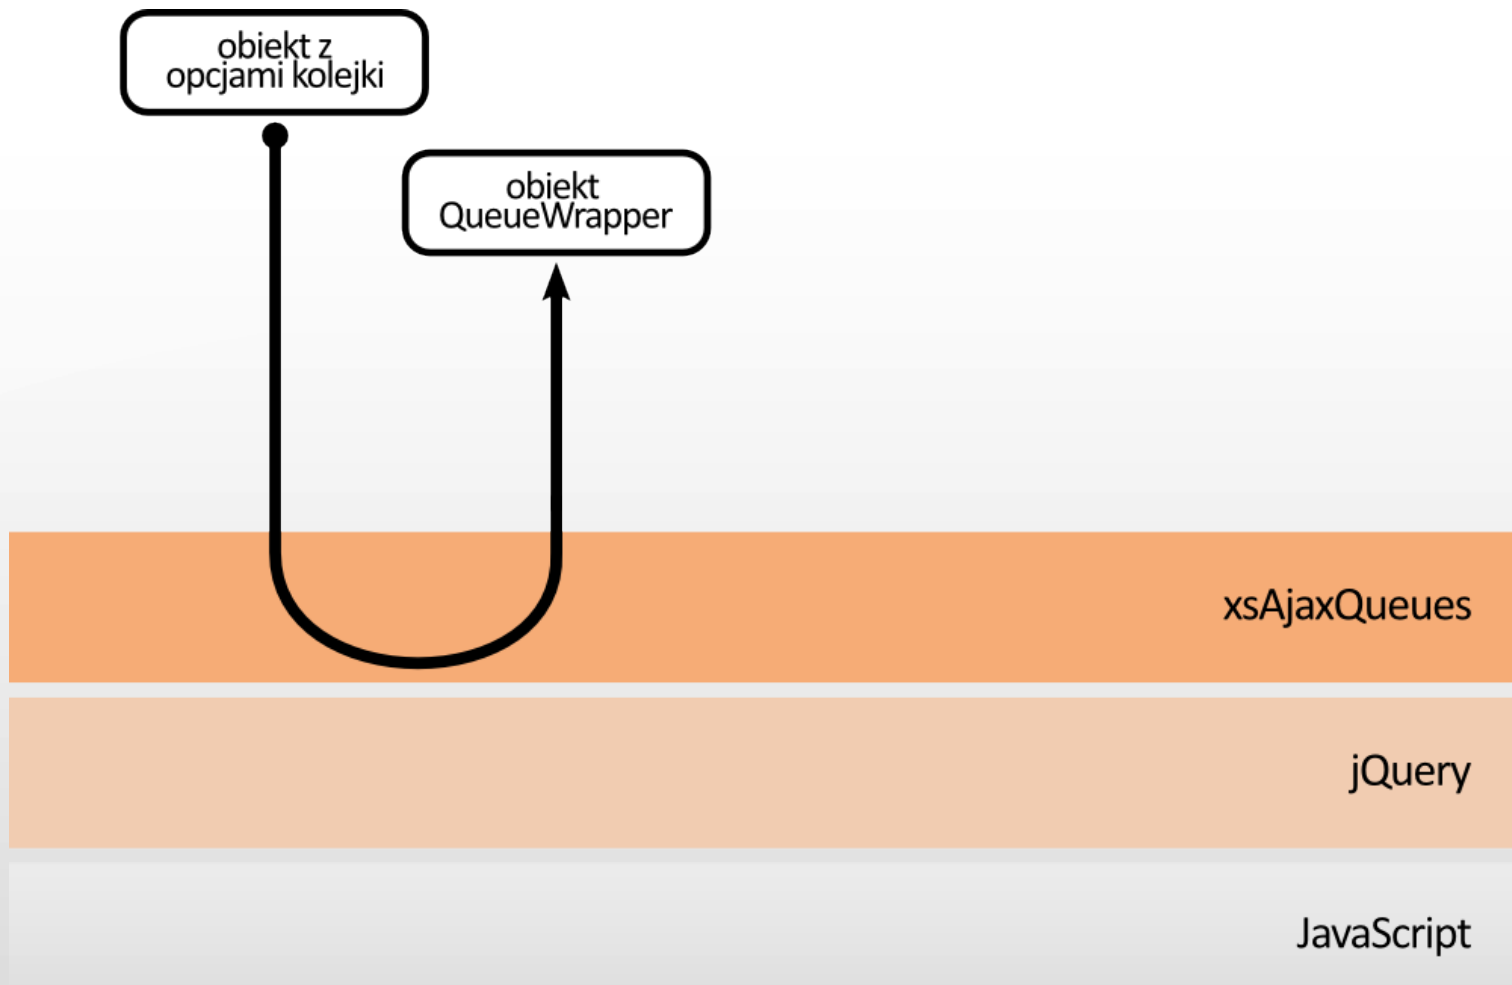 obiekt z
opcjami kolejki
obiekt
QueueWrapper
xsAjaxQueues
jQuery
JavaScript